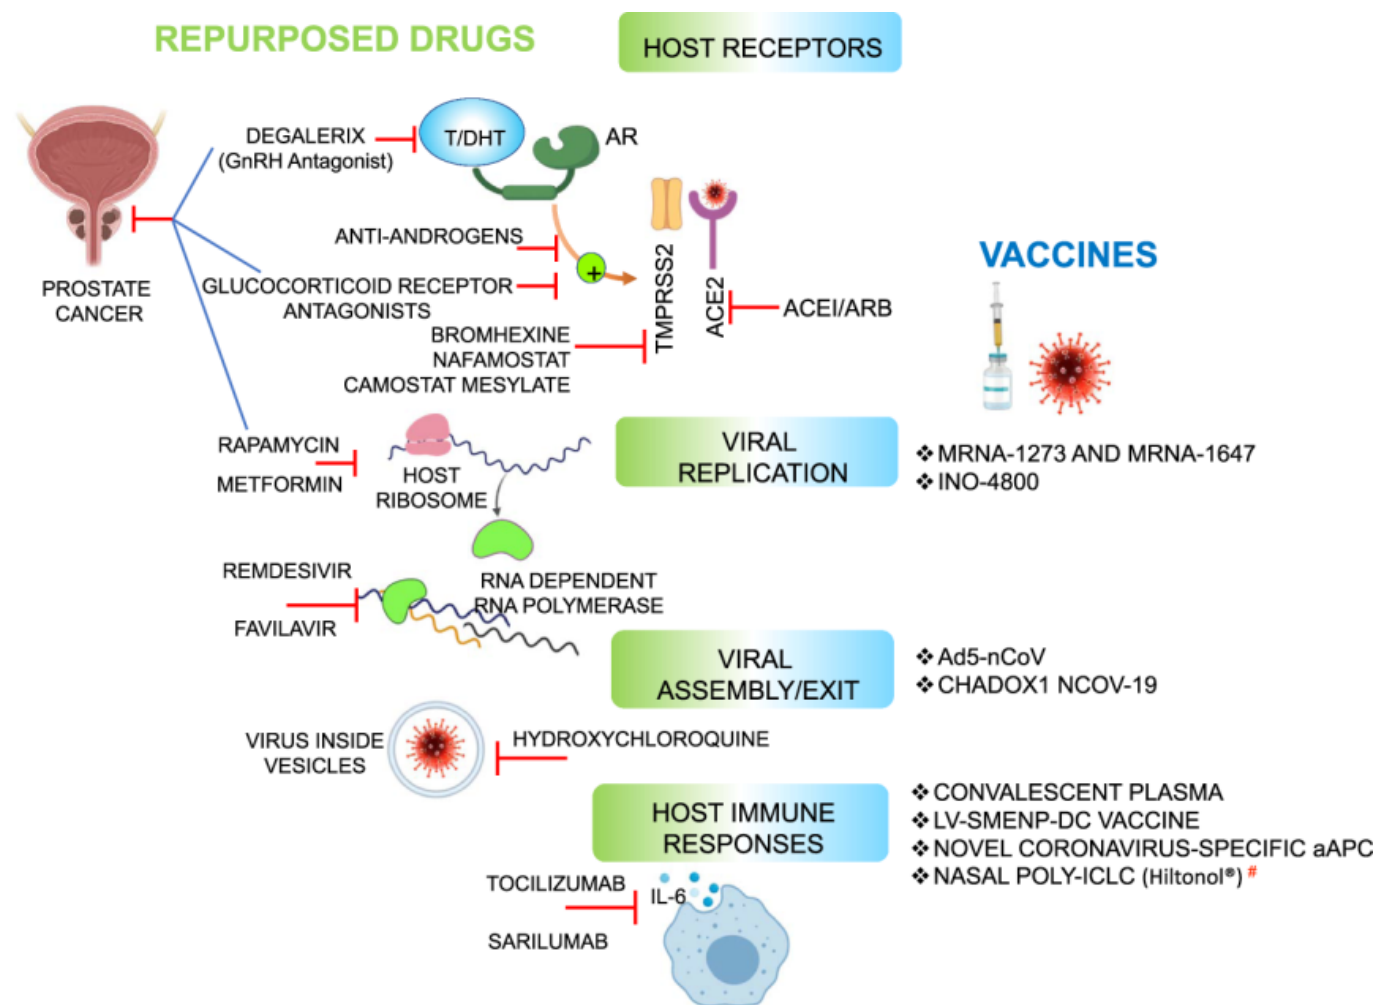 REPURPOSED DRUGS
HOST RECEPTORS
DEGALERIX
(GnRH Antagonist)
T/DHT
AR
ANTI-ANDROGENS
+
GLUCOCORTICOID RECEPTOR
ANTAGONISTS
BROMHEXINE
NAFAMOSTAT
CAMOSTAT MESYLATE
TMPRSS2
ACE2
ACEI/ARB
PROSTATE
CANCER
VACCINES
RAPAMYCIN
METFORMIN
HOST
RIBOSOME
VIRAL
REPLICATION
❖MRNA-1273 AND MRNA-1647
❖INO-4800
REMDESIVIR
FAVILAVIR
RNA DEPENDENT
RNA POLYMERASE
VIRAL
ASSEMBLY/EXIT
❖Ad5-nCoV
❖CHADOX1 NCOV-19
VIRUS INSIDE
VESICLES
HYDROXYCHLOROQUINE
HOST IMMUNE
RESPONSES
❖CONVALESCENT PLASMA
❖LV-SMENP-DC VACCINE
❖NOVEL CORONAVIRUS-SPECIFIC aAPC
❖NASAL POLY-ICLC (Hiltonol®) #
TOCILIZUMAB
SARILUMAB
IL-6